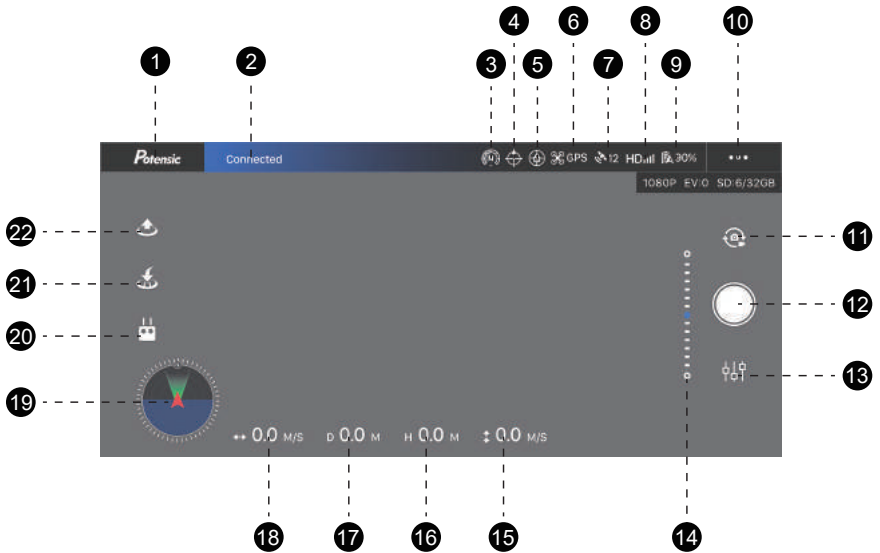 4 6 8 10
1 2 3 5 7 9
Potensic Connected GPS 12 HD 30% •••
1080P EV:0 SD:6/32GB
22 11
21 12
20 13
19
↔ 0.0 M/S D 0.0 M H 0.0 M ↕ 0.0 M/S
18 17 16 15 14